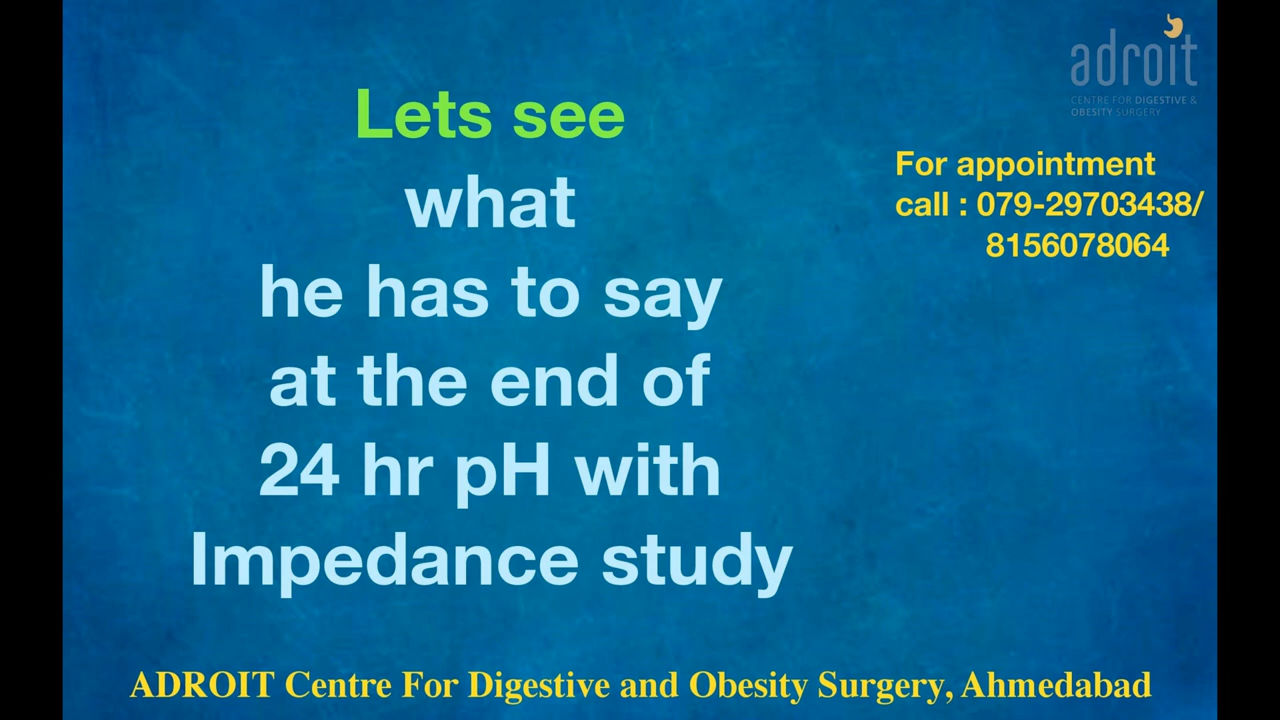 adroit
CENTRE FOR DIGESTIVE &
OBESITY SURGERY
Lets see
what
he has to say
at the end of
24 hr pH with
Impedance study
For appointment
call : 079-29703438/
8156078064
ADROIT Centre For Digestive and Obesity Surgery, Ahmedabad